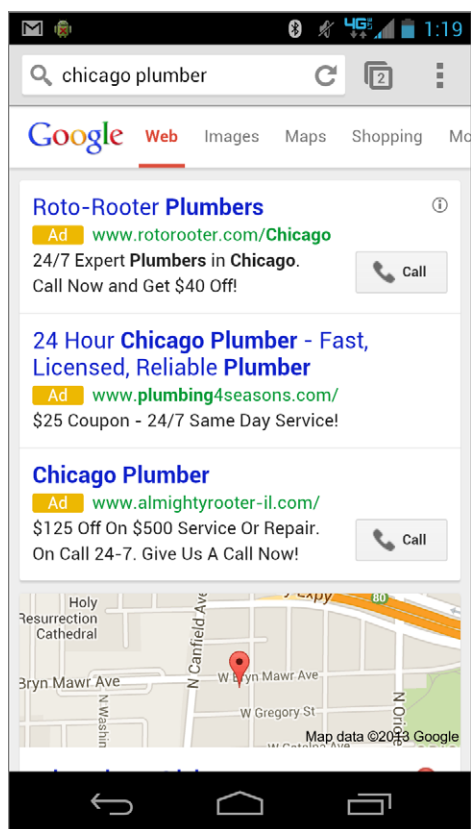 4G 1:19
chicago plumber
2
Google Web Images Maps Shopping Mo
Roto-Rooter Plumbers
Ad www.rotorooter.com/Chicago
24/7 Expert Plumbers in Chicago.
Call Now and Get $40 Off!
Call
24 Hour Chicago Plumber - Fast,
Licensed, Reliable Plumber
Ad www.plumbing4seasons.com/
$25 Coupon - 24/7 Same Day Service!
Chicago Plumber
Ad www.almightyrooter-il.com/
$125 Off On $500 Service Or Repair.
On Call 24-7. Give Us A Call Now!
Call
Holy
Resurrection
Cathedral
N Canfield Ave
y Expy
80
Bryn Mawr Ave
W Bryn Mawr Ave
N Washin
W Gregory St
N Oriole
Map data ©2013 Google